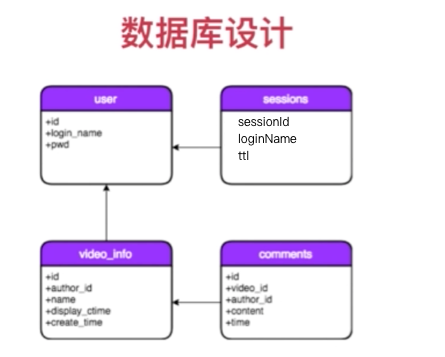 数据库设计
user
+id
+login_name
+pwd
sessions
sessionId
loginName
ttl
video_info
+id
+author_id
+name
+display_ctime
+create_time
comments
+id
+video_id
+author_id
+content
+time